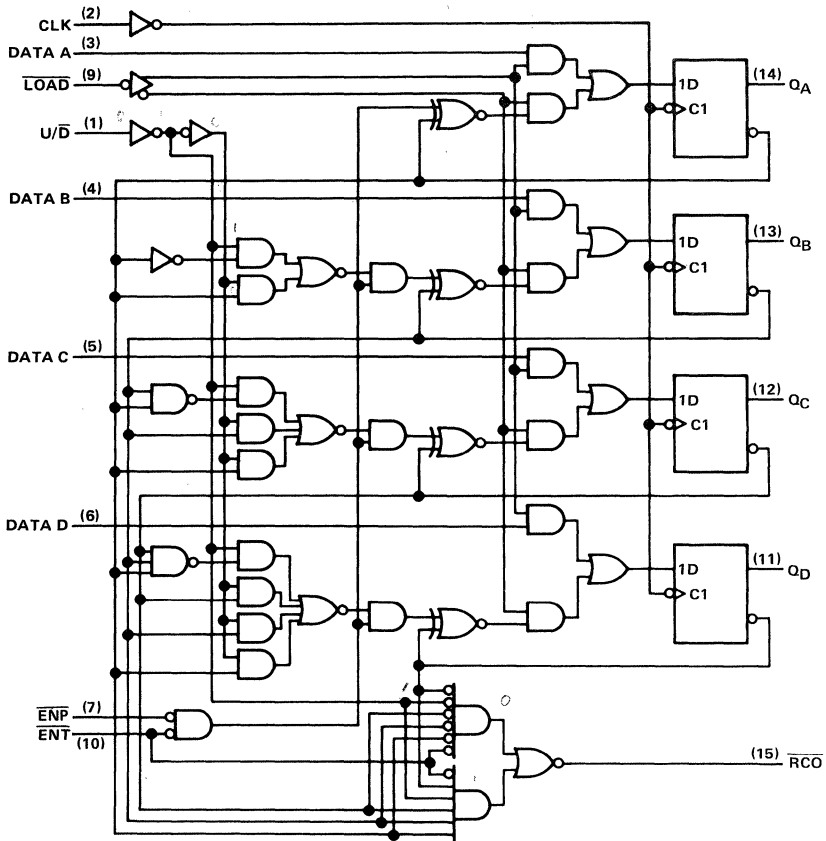 CLK (2)
DATA A (3)
LOAD (9)
U/D (1)
1D
C1
(14) QA
DATA B (4)
1D
C1
(13) QB
DATA C (5)
1D
C1
(12) QC
DATA D (6)
1D
C1
(11) QD
ENP (7)
ENT (10)
(15) RCO